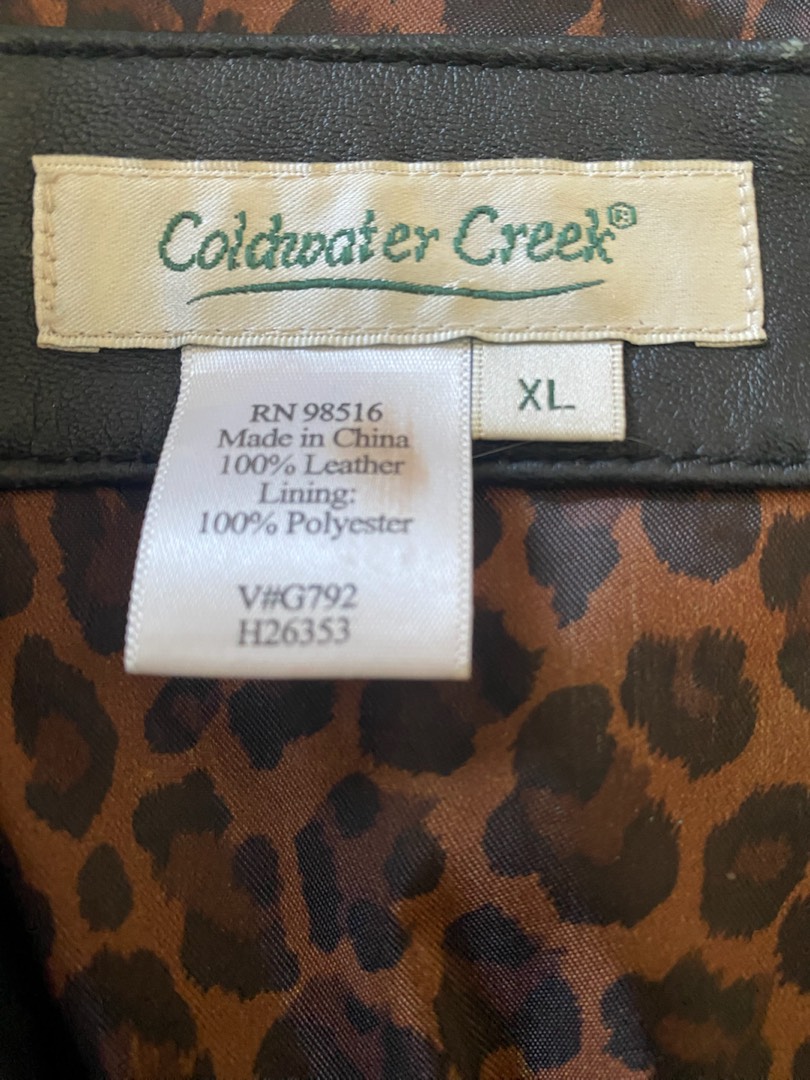 Coldwater Creek®
XL
RN 98516
Made in China
100% Leather
Lining:
100% Polyester
V#G792
H26353